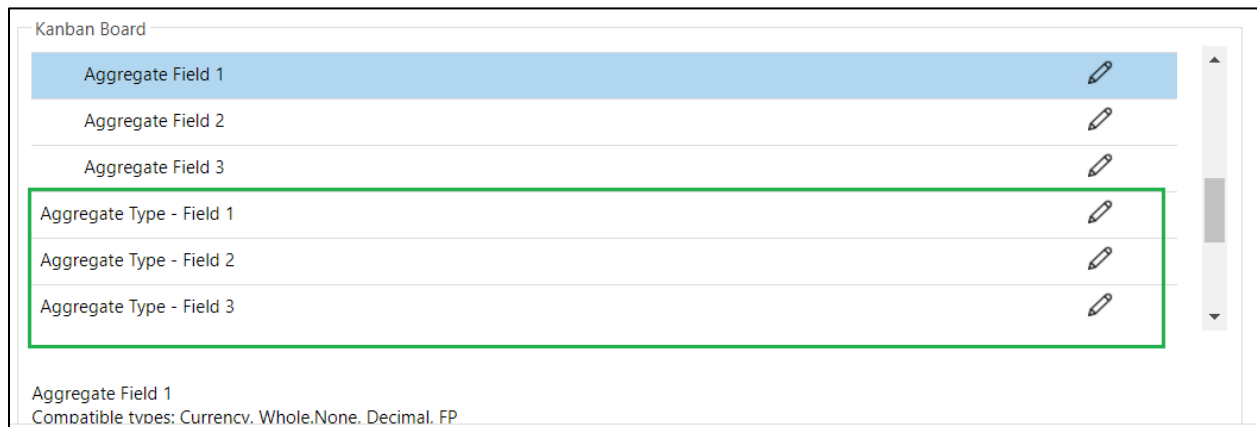 Kanban Board
Aggregate Field 1
Aggregate Field 2
Aggregate Field 3
Aggregate Type - Field 1
Aggregate Type - Field 2
Aggregate Type - Field 3
Aggregate Field 1
Compatible types: Currency, Whole.None, Decimal, FP